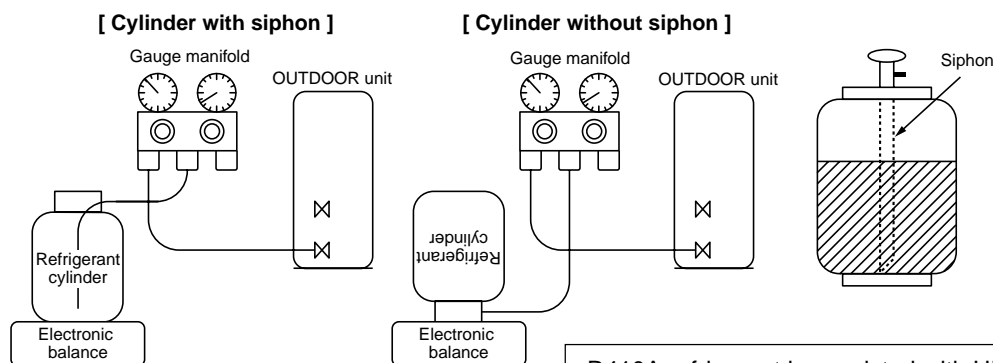 [ Cylinder with siphon ]
[ Cylinder without siphon ]
Gauge manifold
OUTDOOR unit
Refrigerant
cylinder
Electronic
balance
Gauge manifold
OUTDOOR unit
Refrigerant
cylinder
Electronic
balance
Siphon